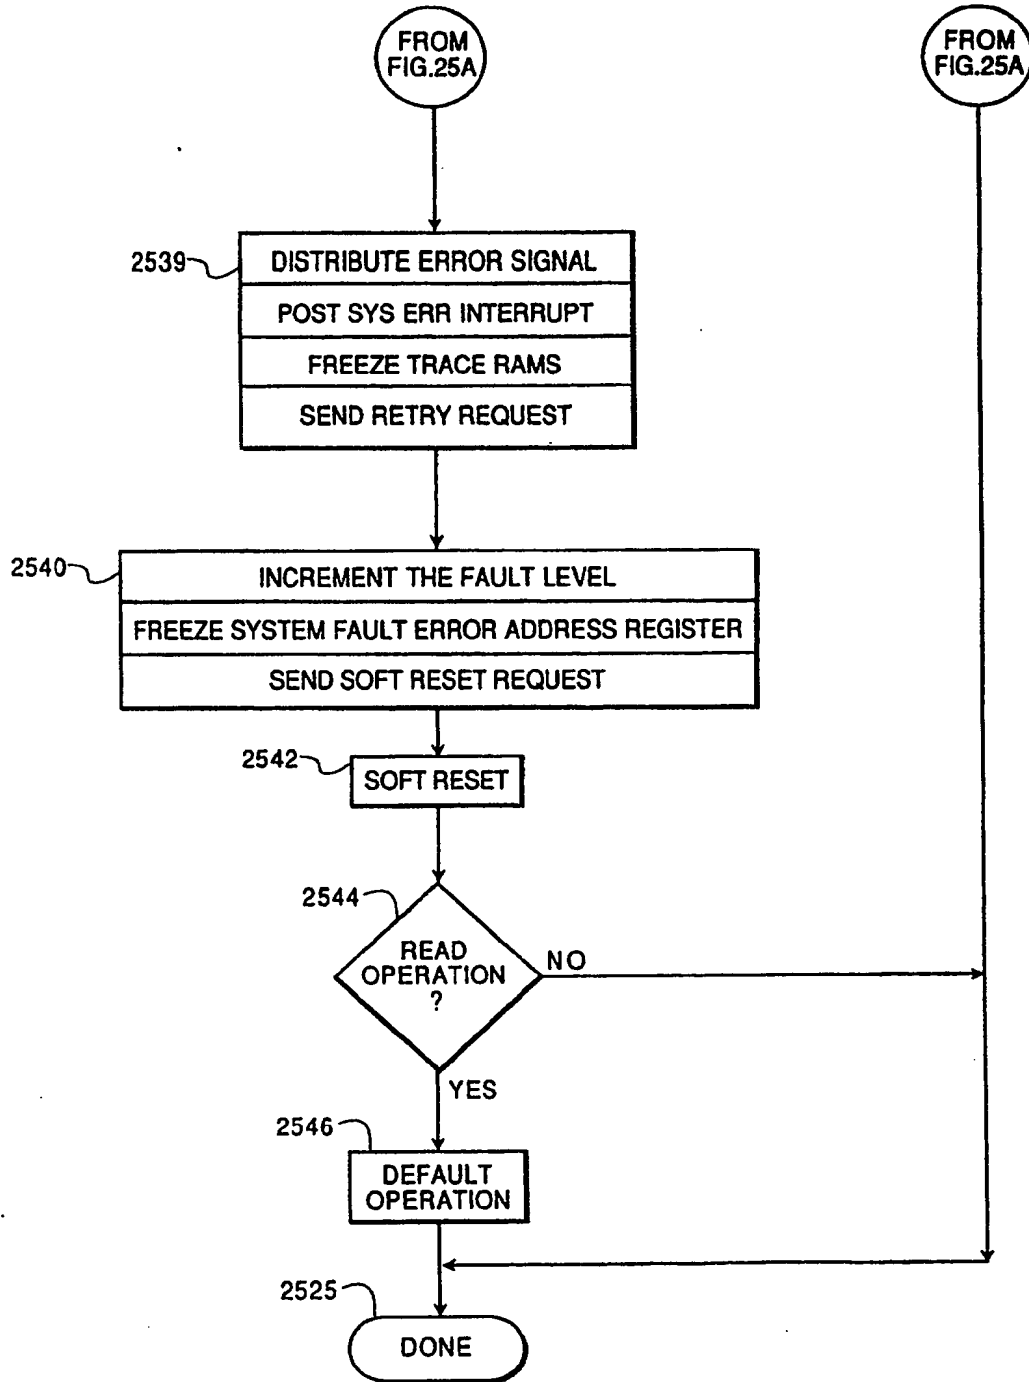 FROM
FIG.25A
FROM
FIG.25A
2539
DISTRIBUTE ERROR SIGNAL
POST SYS ERR INTERRUPT
FREEZE TRACE RAMS
SEND RETRY REQUEST
2540
INCREMENT THE FAULT LEVEL
FREEZE SYSTEM FAULT ERROR ADDRESS REGISTER
SEND SOFT RESET REQUEST
2542
SOFT RESET
2544
READ
OPERATION
?
NO
YES
2546
DEFAULT
OPERATION
2525
DONE